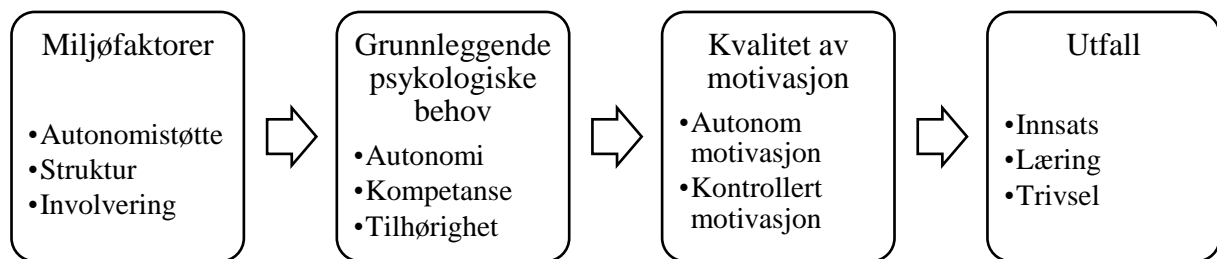 Miljøfaktorer
•Autonomistøtte
•Struktur
•Involvering
Grunnleggende
psykologiske
behov
•Autonomi
•Kompetanse
•Tilhørighet
Kvalitet av
motivasjon
•Autonom
motivasjon
•Kontrollert
motivasjon
Utfall
•Innsats
•Læring
•Trivsel